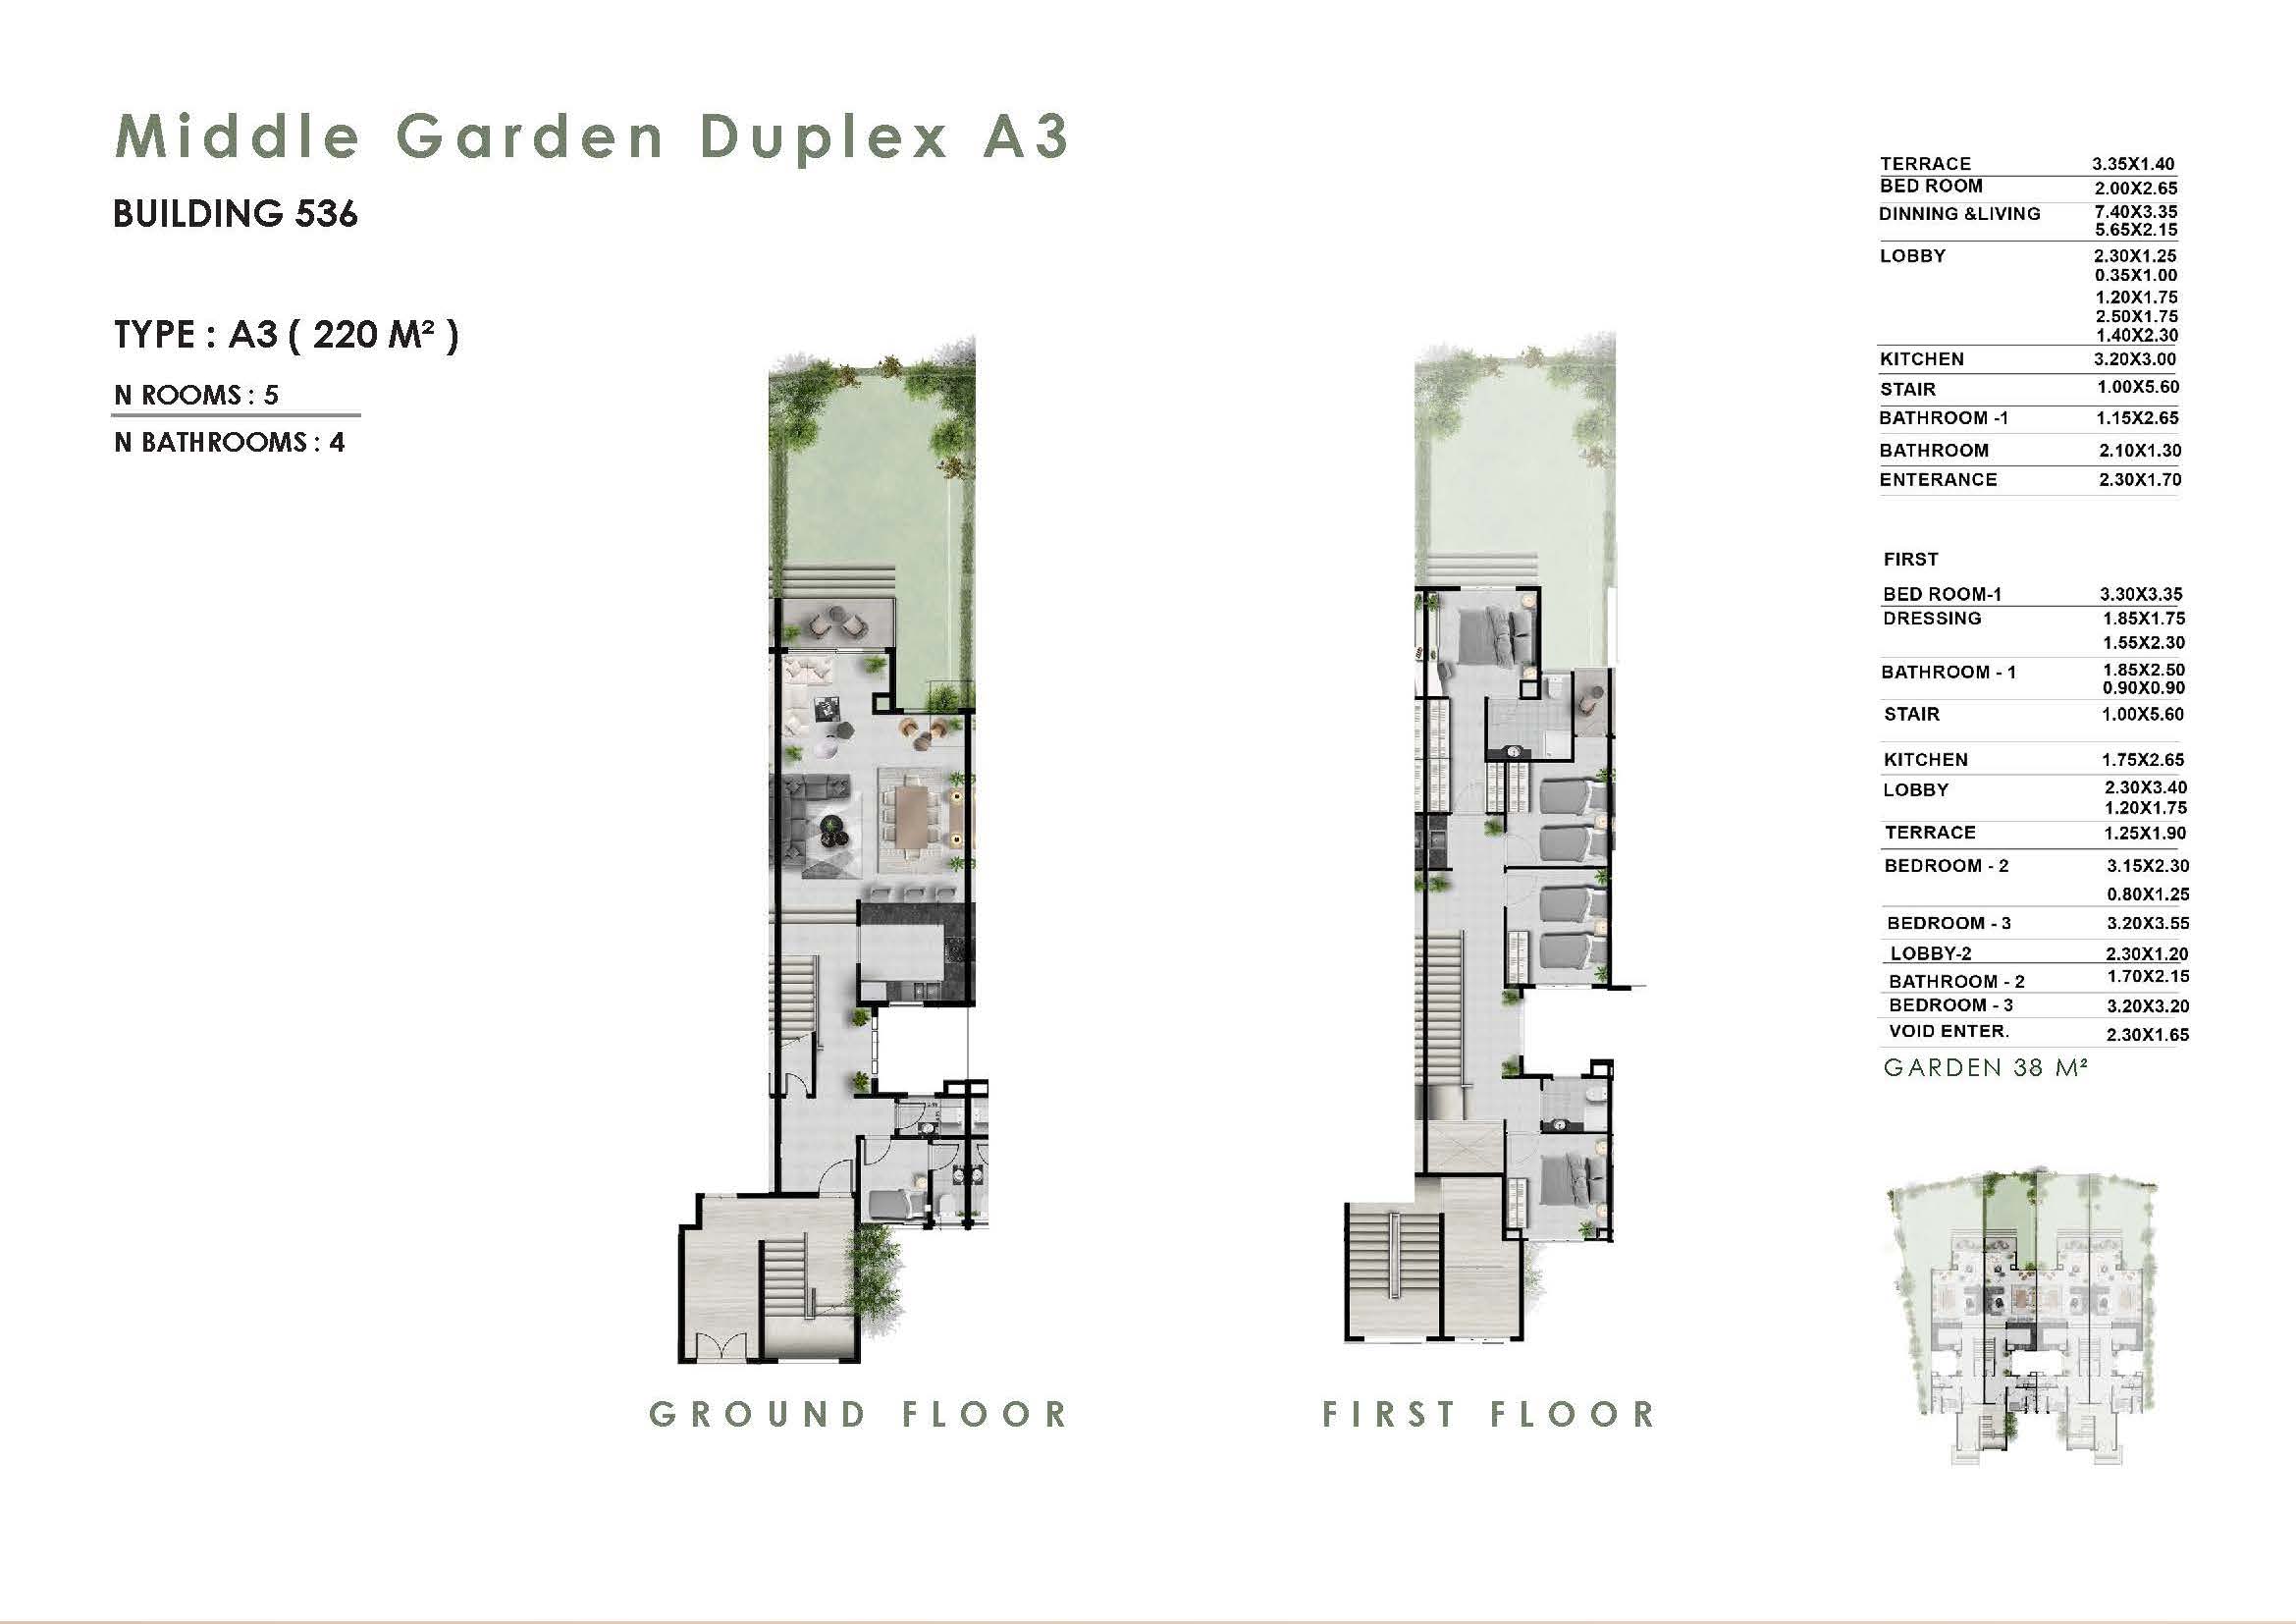 Middle Garden Duplex A3
BUILDING 536
TYPE : A3 ( 220 M² )
N ROOMS : 5
N BATHROOMS : 4
TERRACE 3.35X1.40
BED ROOM 2.00X2.65
DINNING &LIVING 7.40X3.35
5.65X2.15
LOBBY 2.30X1.25
0.35X1.00
1.20X1.75
2.50X1.75
1.40X2.30
KITCHEN 3.20X3.00
STAIR 1.00X5.60
BATHROOM -1 1.15X2.65
BATHROOM 2.10X1.30
ENTERANCE 2.30X1.70
FIRST
BED ROOM-1 3.30X3.35
DRESSING 1.85X1.75
1.55X2.30
BATHROOM - 1 1.85X2.50
0.90X0.90
STAIR 1.00X5.60
KITCHEN 1.75X2.65
LOBBY 2.30X3.40
1.20X1.75
TERRACE 1.25X1.90
BEDROOM - 2 3.15X2.30
0.80X1.25
BEDROOM - 3 3.20X3.55
LOBBY-2 2.30X1.20
BATHROOM - 2 1.70X2.15
BEDROOM - 3 3.20X3.20
VOID ENTER. 2.30X1.65
GARDEN 38 M²
GROUND FLOOR
FIRST FLOOR